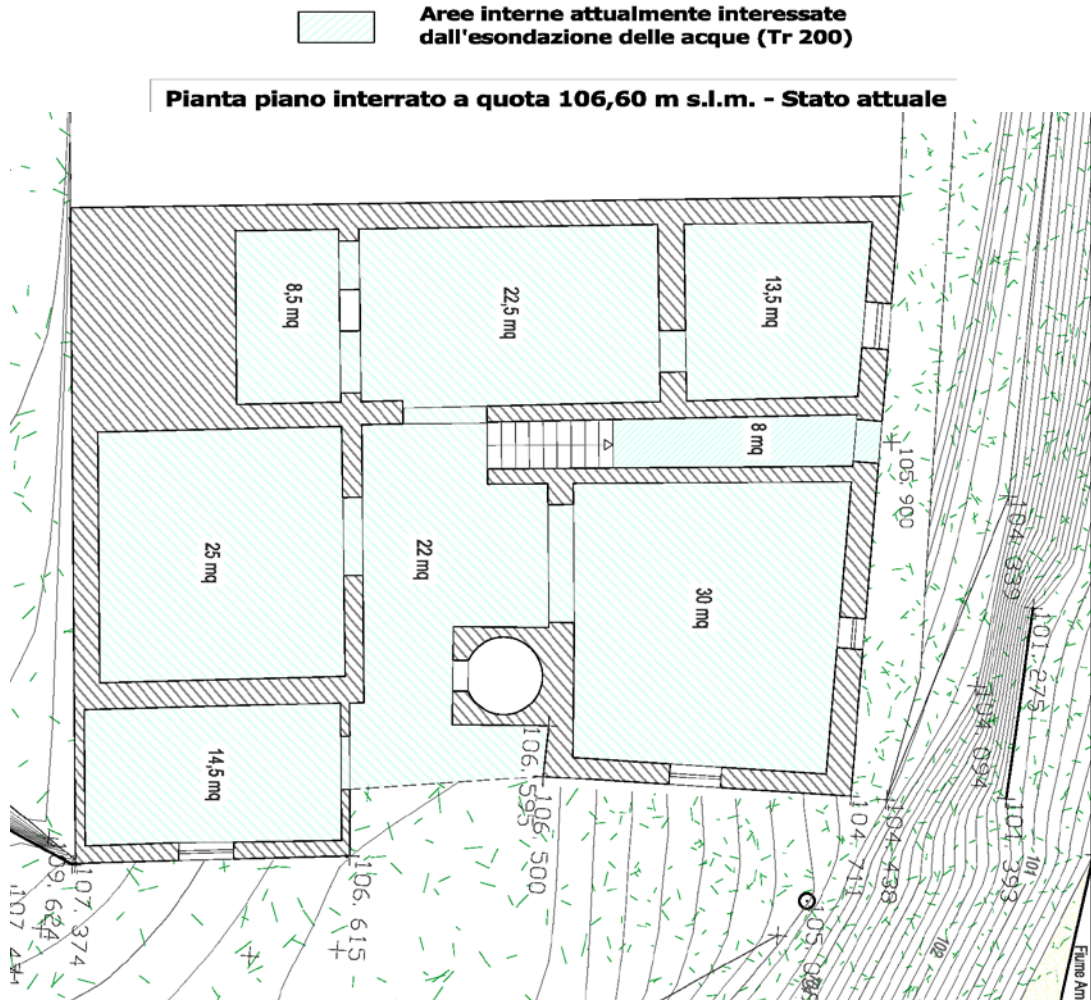 Aree interne attualmente interessate
dall'esondazione delle acque (Tr 200)
Pianta piano interrato a quota 106,60 m s.l.m. - Stato attuale
8,5 mq
22,5 mq
13,5 mq
8 mq
105.900
104.839
25 mq
22 mq
30 mq
101.275
104.094
14,5 mq
106.595
106.500
104.711
104.438
101.393
101
106.615
107.374
102